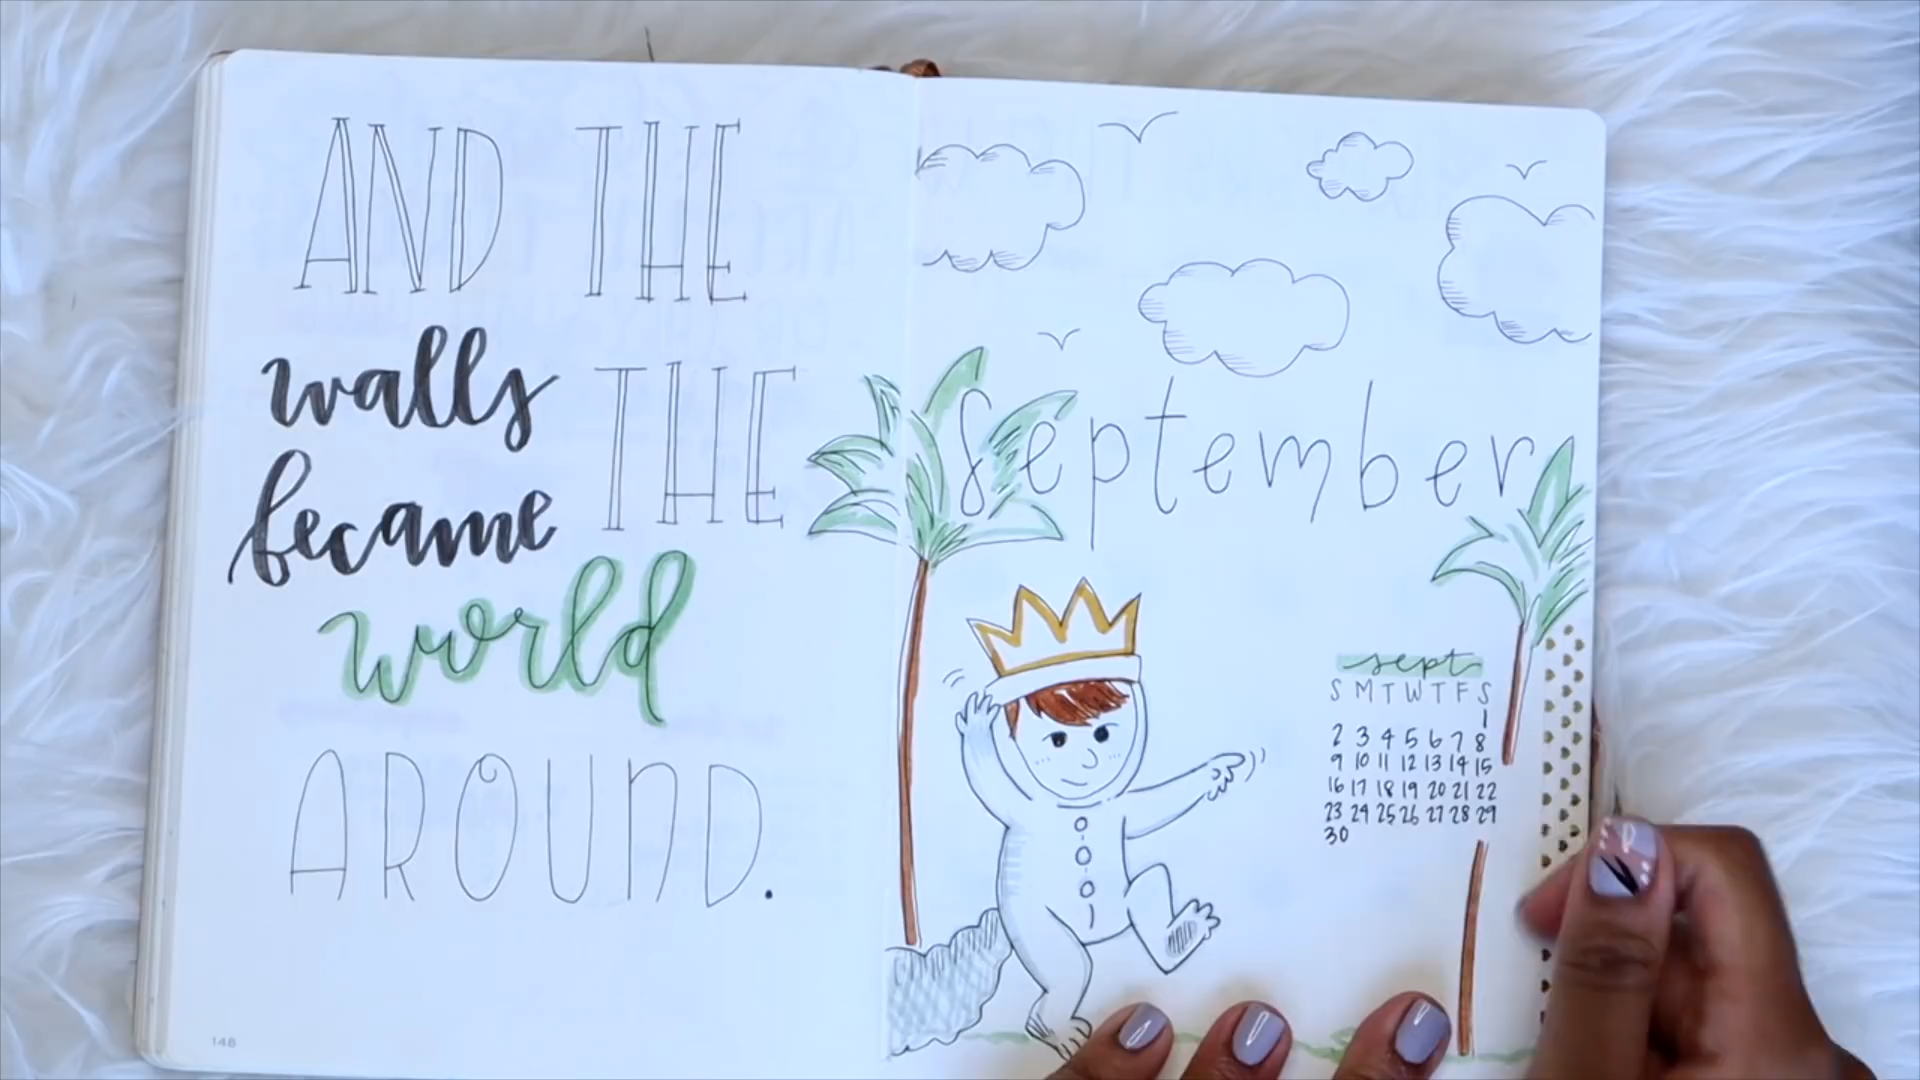 AND THE
walls
became THE
world
AROUND.
148
September
sept
S M T W T F S
1
2 3 4 5 6 7 8
9 10 11 12 13 14 15
16 17 18 19 20 21 22
23 24 25 26 27 28 29
30